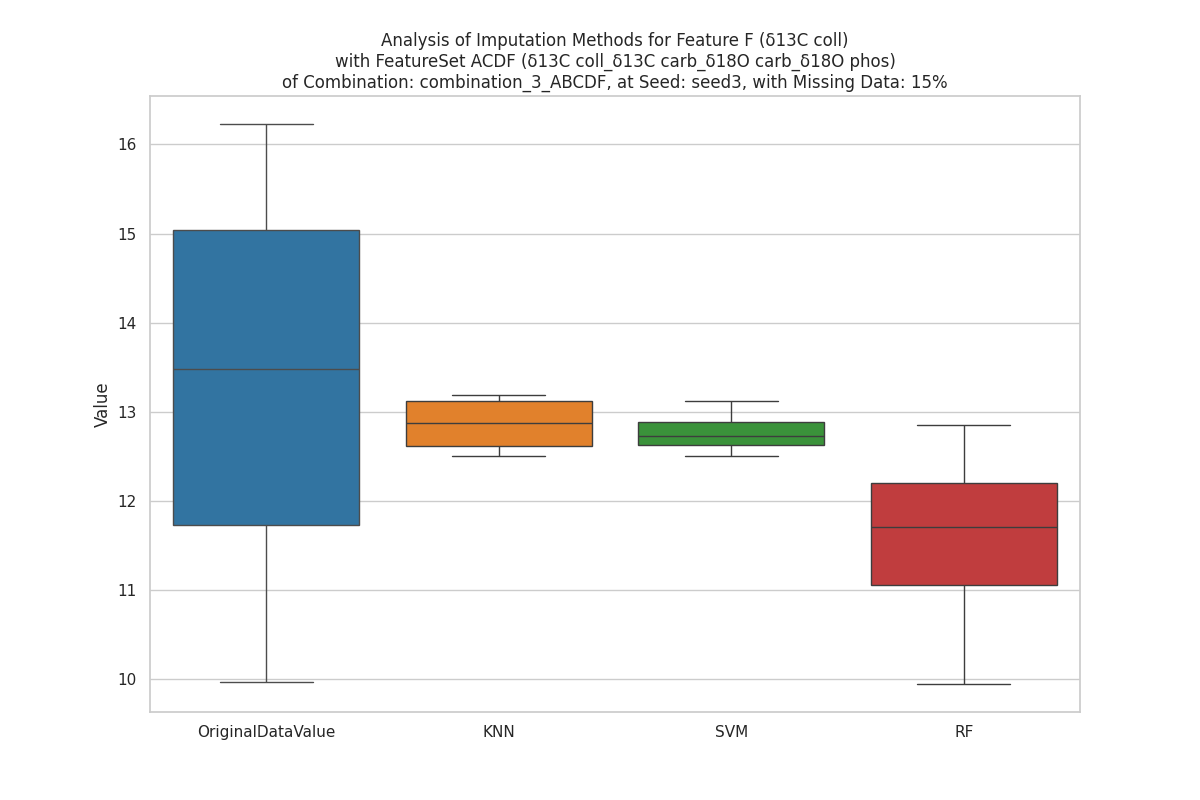 Analysis of Imputation Methods for Feature F (δ13C coll)
with FeatureSet ACDF (δ13C coll_δ13C carb_δ18O carb_δ18O phos)
of Combination: combination_3_ABCDF, at Seed: seed3, with Missing Data: 15%
16
15
14
13
12
11
10
Value
OriginalDataValue
KNN
SVM
RF